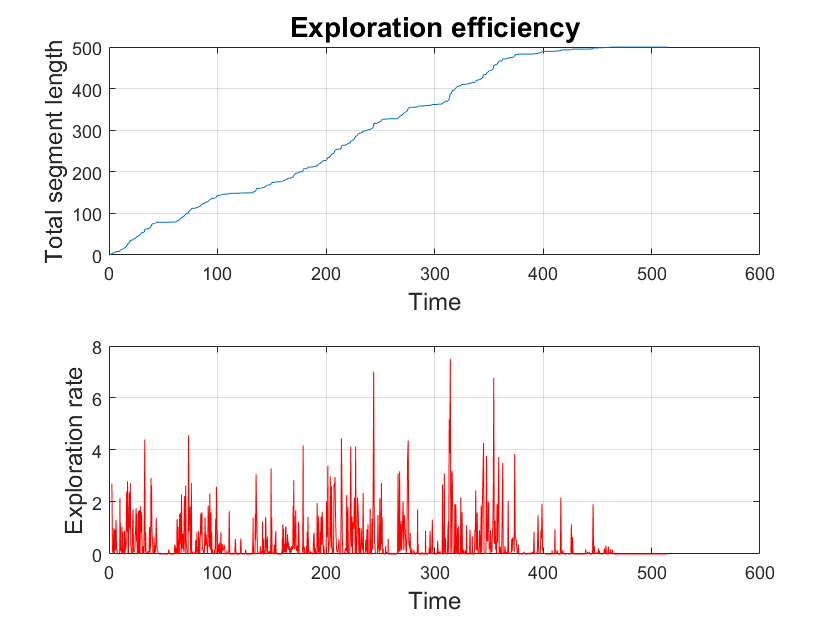 Exploration efficiency
Total segment length
500
400
300
200
100
0
0 100 200 300 400 500 600
Time
Exploration rate
8
6
4
2
0
0 100 200 300 400 500 600
Time